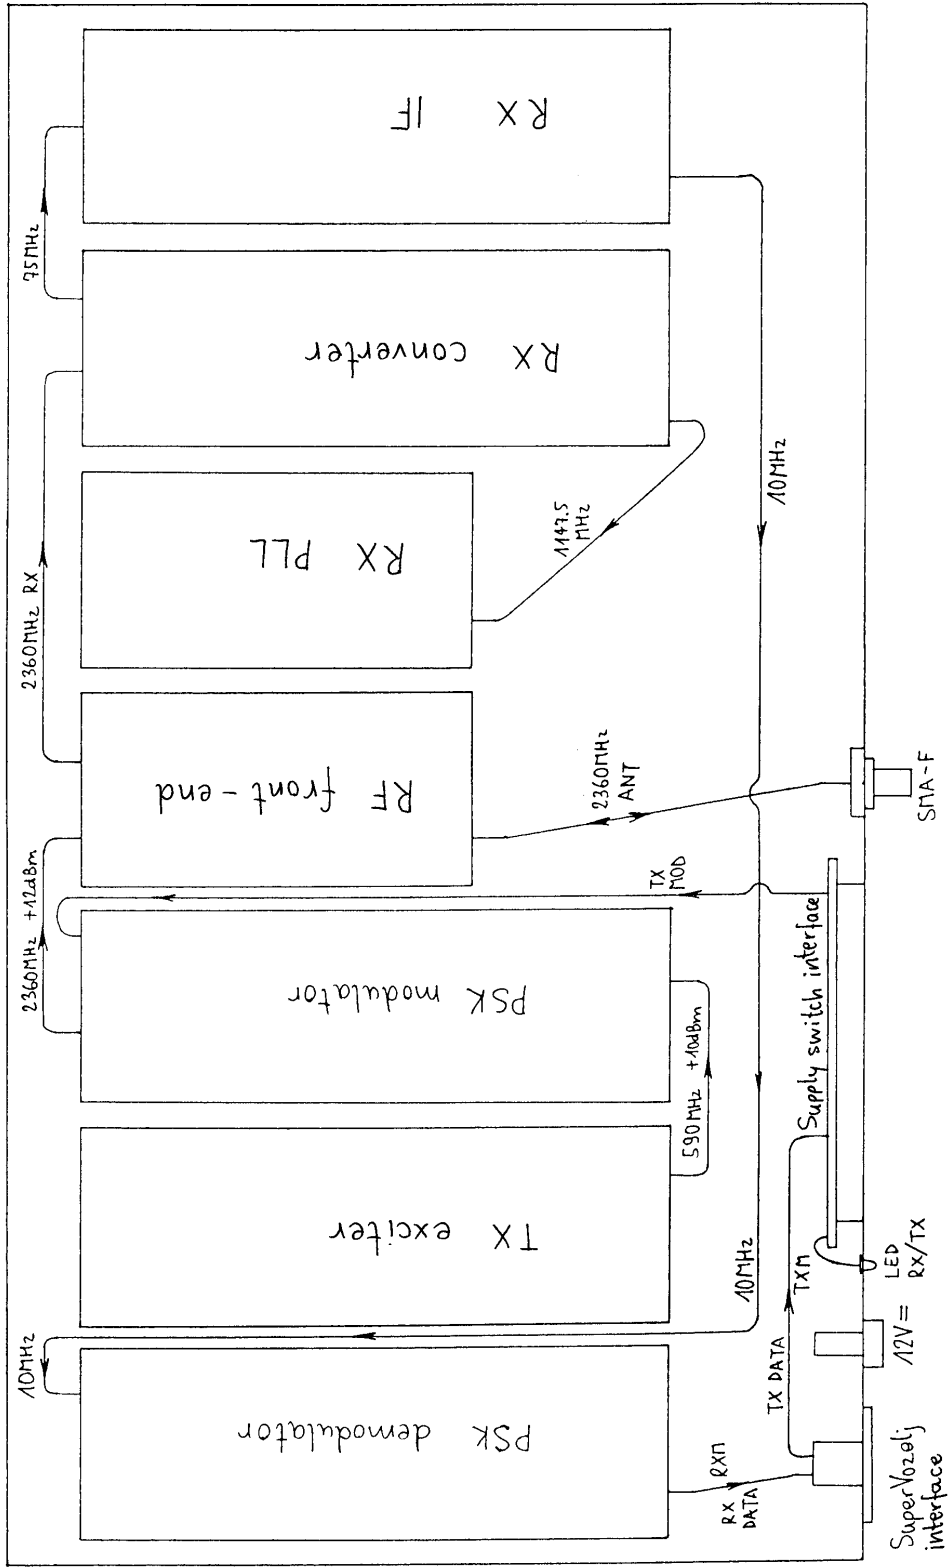 RX IF
75MHz
RX converter
2360MHz RX
RX PLL
1147.5
MHz
10MHz
RF front-end
2360MHz
ANT
SMA-F
2360MHz +12dBm
TX
MOD
PSK modulator
590MHz +10dBm
Supply switch interface
TX exciter
10MHz
TXM
LED
RX/TX
12V=
10MHz
TX DATA
PSK demodulator
RXM
RX
DATA
SuperVozelj
interface